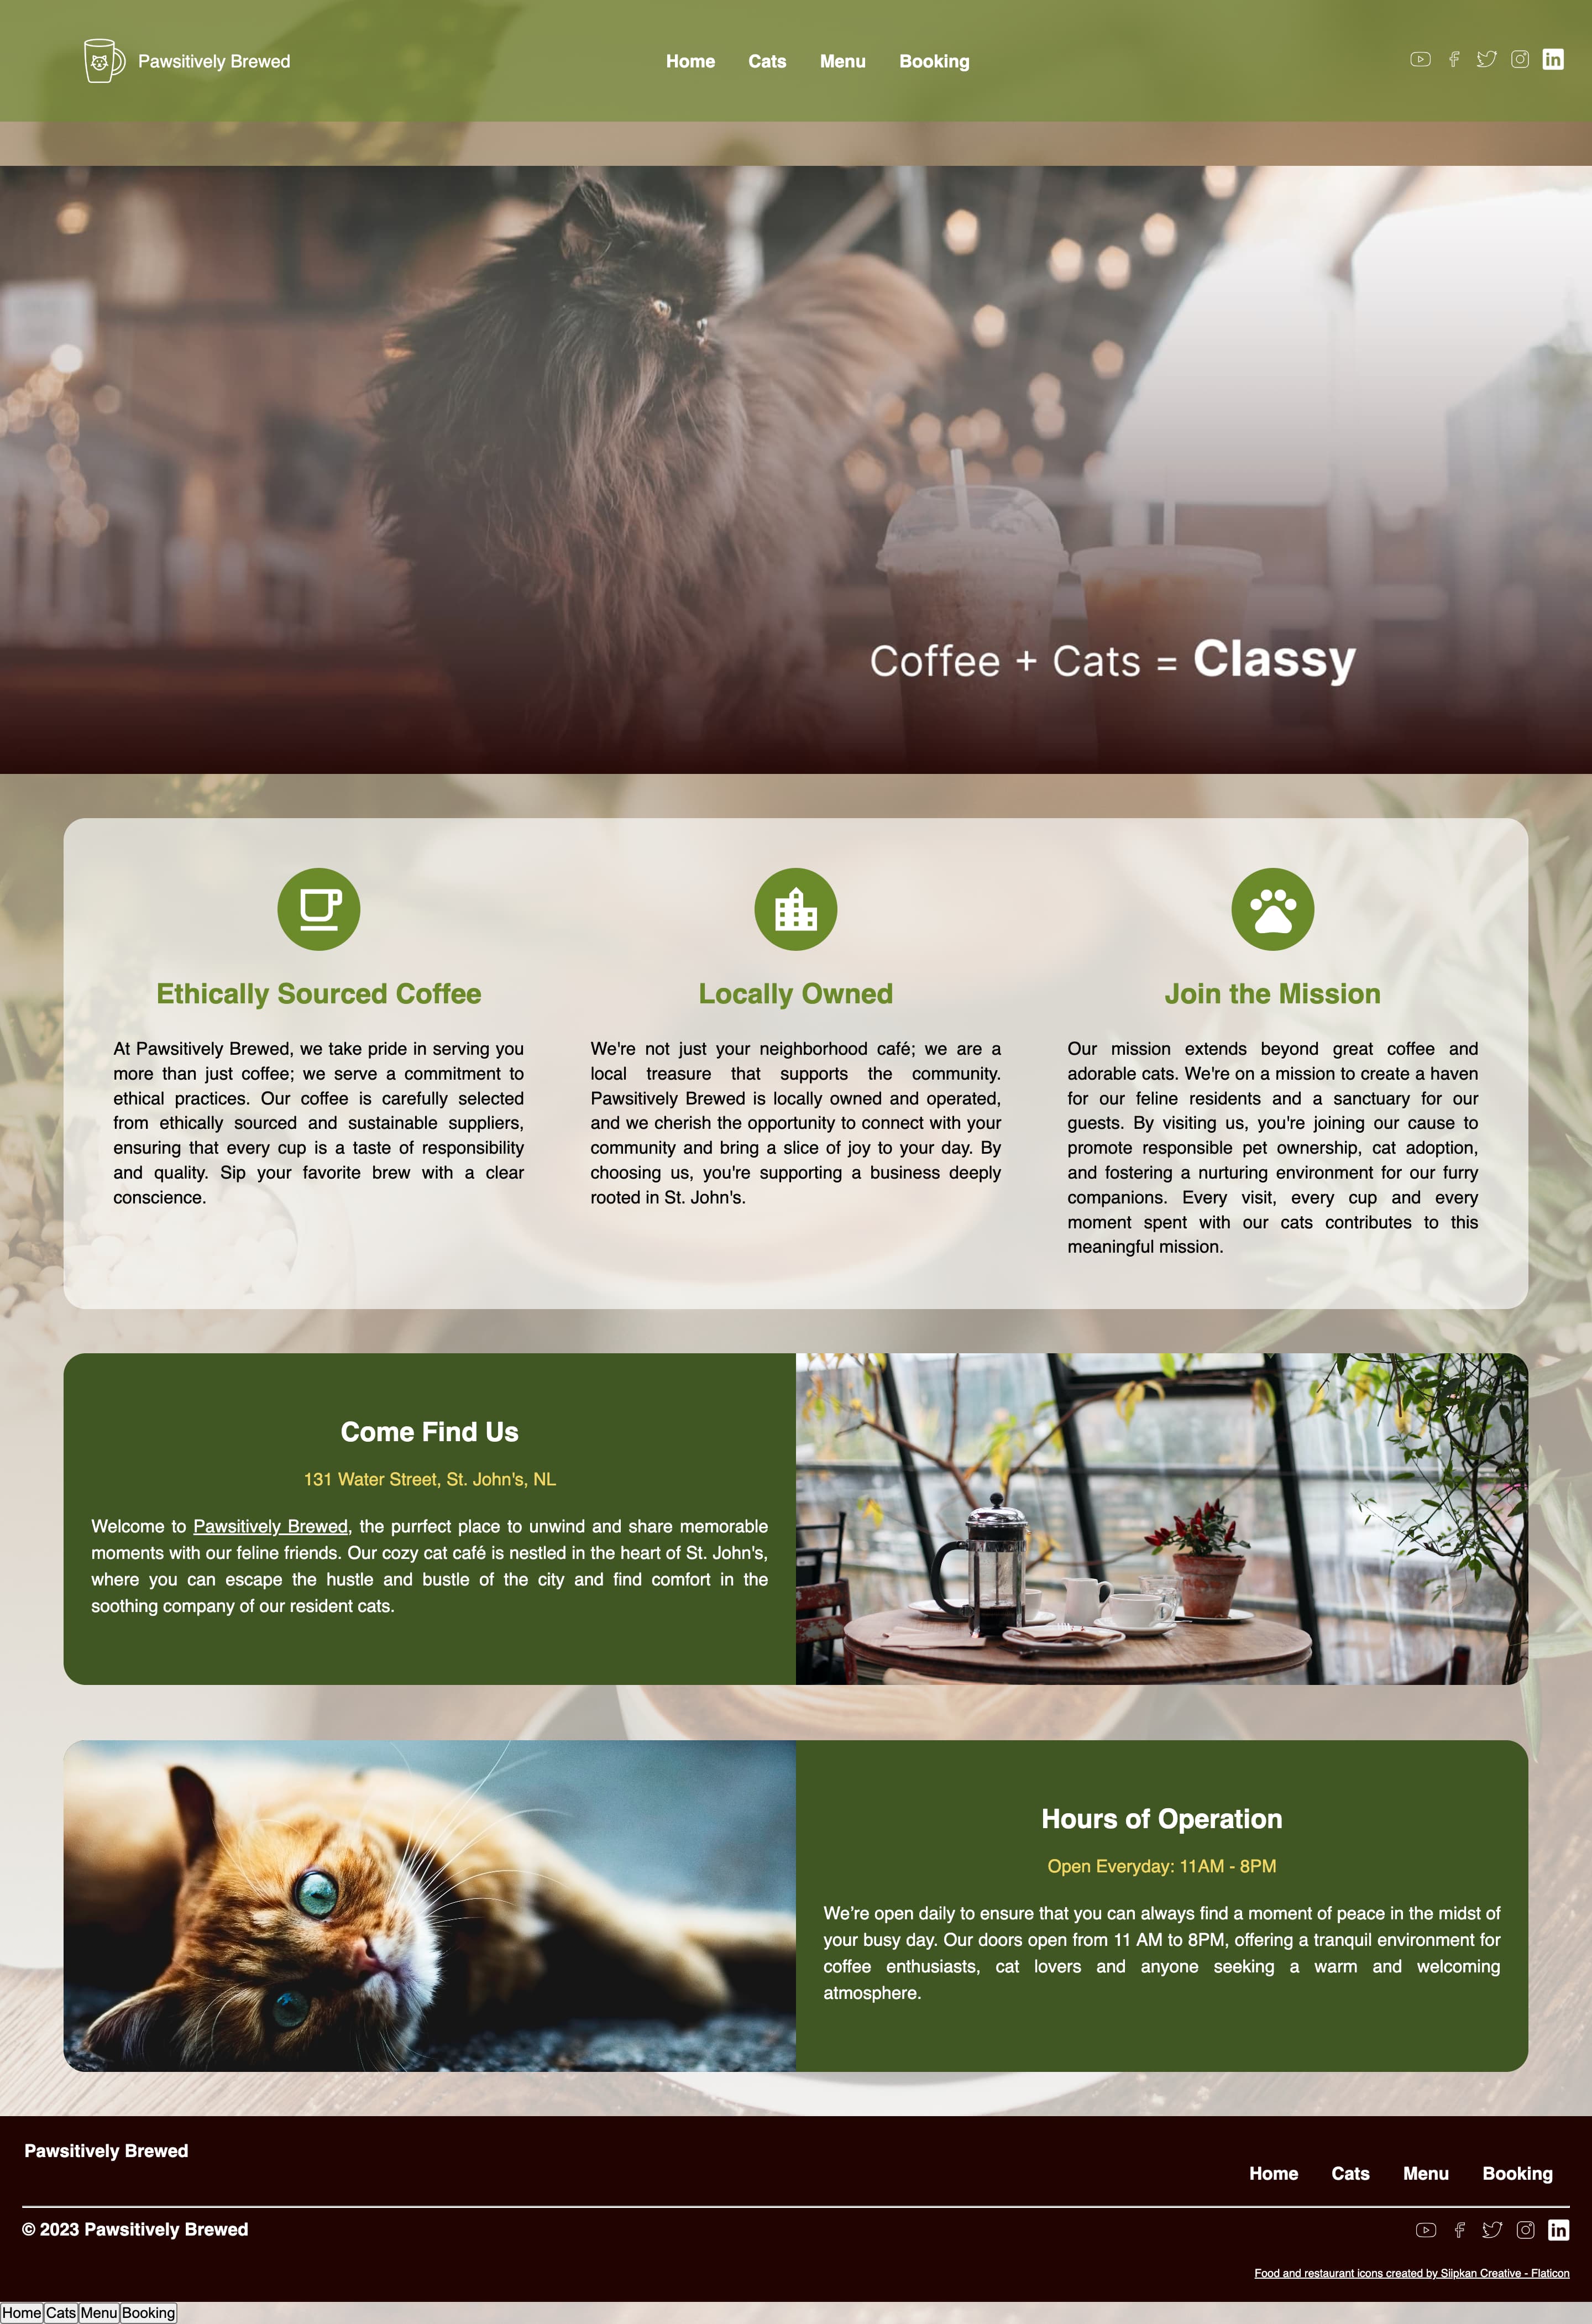 Pawsitively Brewed
Home Cats Menu Booking
in
Coffee + Cats = Classy
Ethically Sourced Coffee
At Pawsitively Brewed, we take pride in serving you
more than just coffee; we serve a commitment to
ethical practices. Our coffee is carefully selected
from ethically sourced and sustainable suppliers,
ensuring that every cup is a taste of responsibility
and quality. Sip your favorite brew with a clear
conscience.
Locally Owned
We're not just your neighborhood café; we are a
local treasure that supports the community.
Pawsitively Brewed is locally owned and operated,
and we cherish the opportunity to connect with your
community and bring a slice of joy to your day. By
choosing us, you're supporting a business deeply
rooted in St. John's.
Join the Mission
Our mission extends beyond great coffee and
adorable cats. We're on a mission to create a haven
for our feline residents and a sanctuary for our
guests. By visiting us, you're joining our cause to
promote responsible pet ownership, cat adoption,
and fostering a nurturing environment for our furry
companions. Every visit, every cup and every
moment spent with our cats contributes to this
meaningful mission.
Come Find Us
131 Water Street, St. John's, NL
Welcome to Pawsitively Brewed, the purrfect place to unwind and share memorable
moments with our feline friends. Our cozy cat café is nestled in the heart of St. John's,
where you can escape the hustle and bustle of the city and find comfort in the
soothing company of our resident cats.
Hours of Operation
Open Everyday: 11AM - 8PM
We’re open daily to ensure that you can always find a moment of peace in the midst of
your busy day. Our doors open from 11 AM to 8PM, offering a tranquil environment for
coffee enthusiasts, cat lovers and anyone seeking a warm and welcoming
atmosphere.
Pawsitively Brewed
Home Cats Menu Booking
© 2023 Pawsitively Brewed
in
Food and restaurant icons created by Siipkan Creative - Flaticon
Home Cats Menu Booking